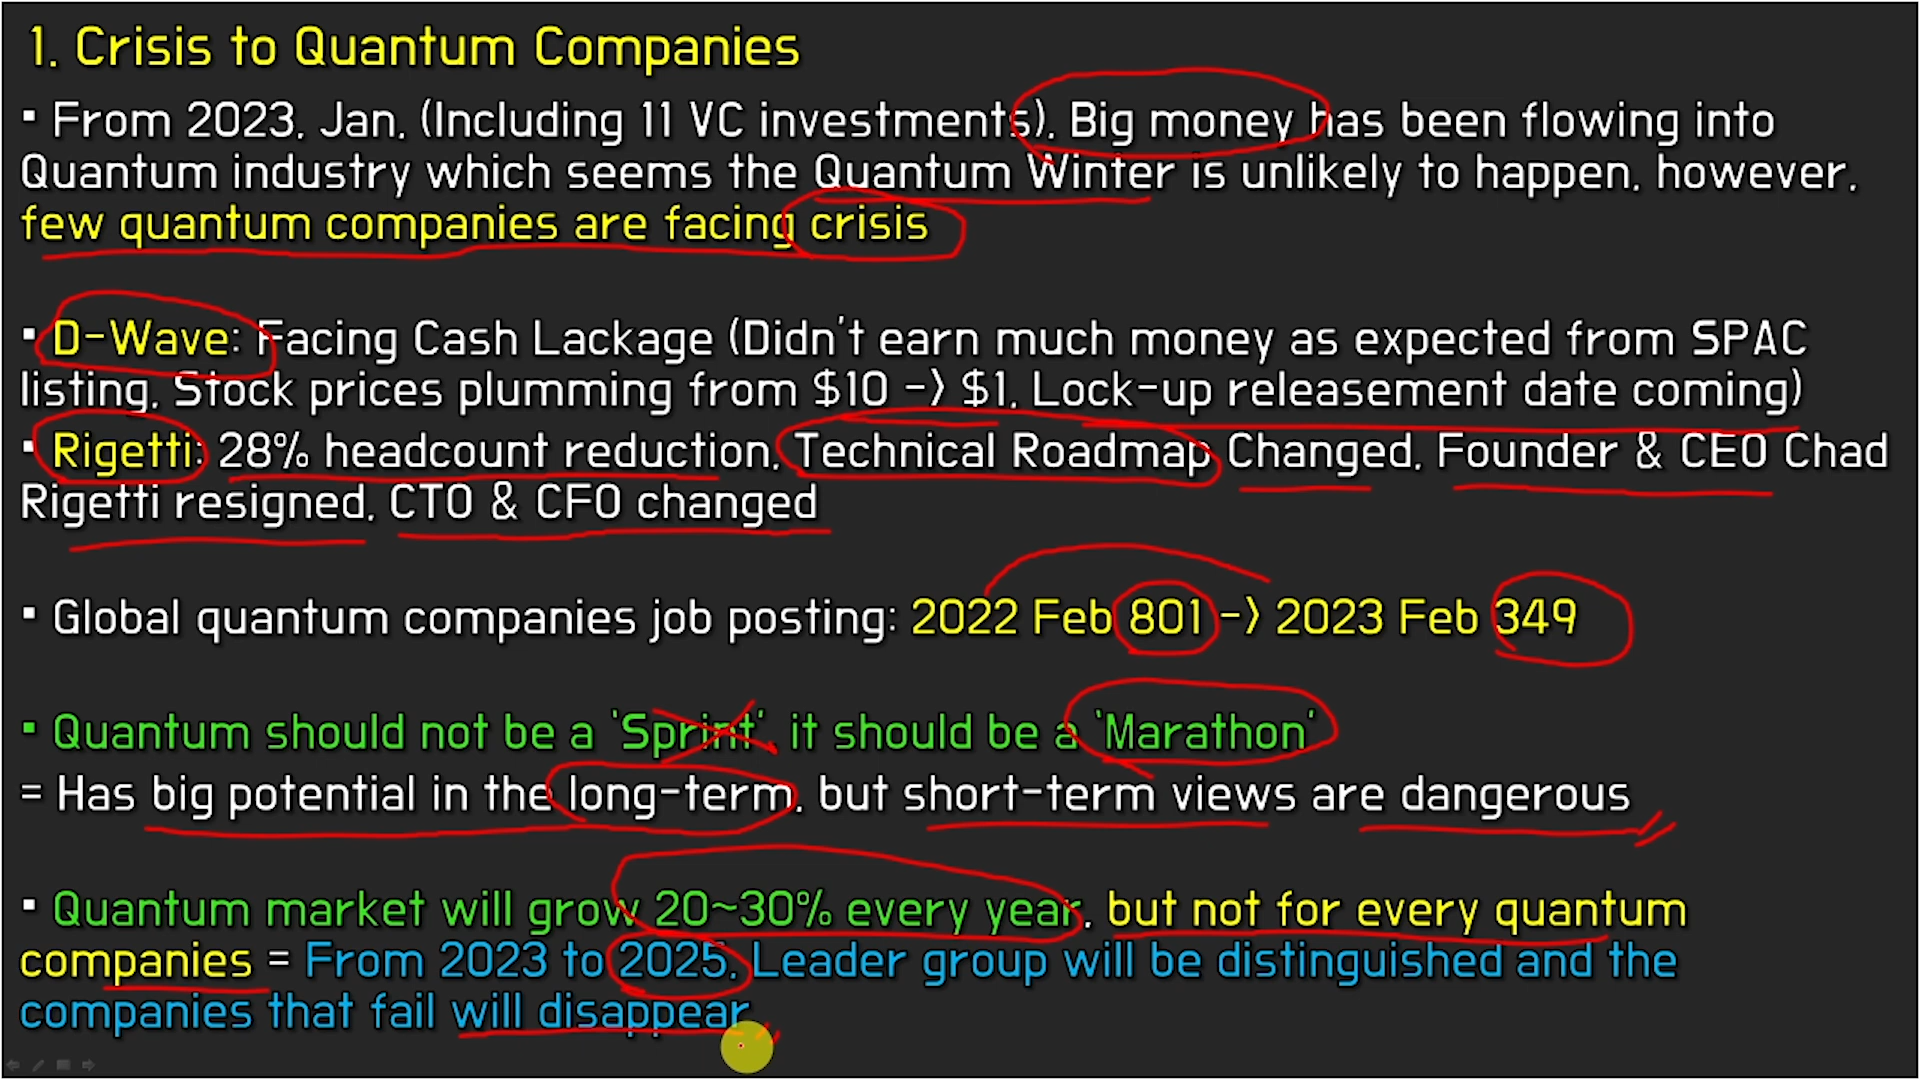 1. Crisis to Quantum Companies
▪ From 2023. Jan. (Including 11 VC investments). Big money has been flowing into
Quantum industry which seems the Quantum Winter is unlikely to happen. however.
few quantum companies are facing crisis
▪ D-Wave: Facing Cash Lackage (Didn't earn much money as expected from SPAC
listing. Stock prices plumming from $10 -> $1. Lock-up releasement date coming)
▪ Rigetti: 28% headcount reduction. Technical Roadmap Changed. Founder & CEO Chad
Rigetti resigned. CTO & CFO changed
▪ Global quantum companies job posting: 2022 Feb 801 -> 2023 Feb 349
▪ Quantum should not be a 'Sprint'. it should be a 'Marathon'
= Has big potential in the long-term. but short-term views are dangerous
▪ Quantum market will grow 20~30% every year. but not for every quantum
companies = From 2023 to 2025. Leader group will be distinguished and the
companies that fail will disappear